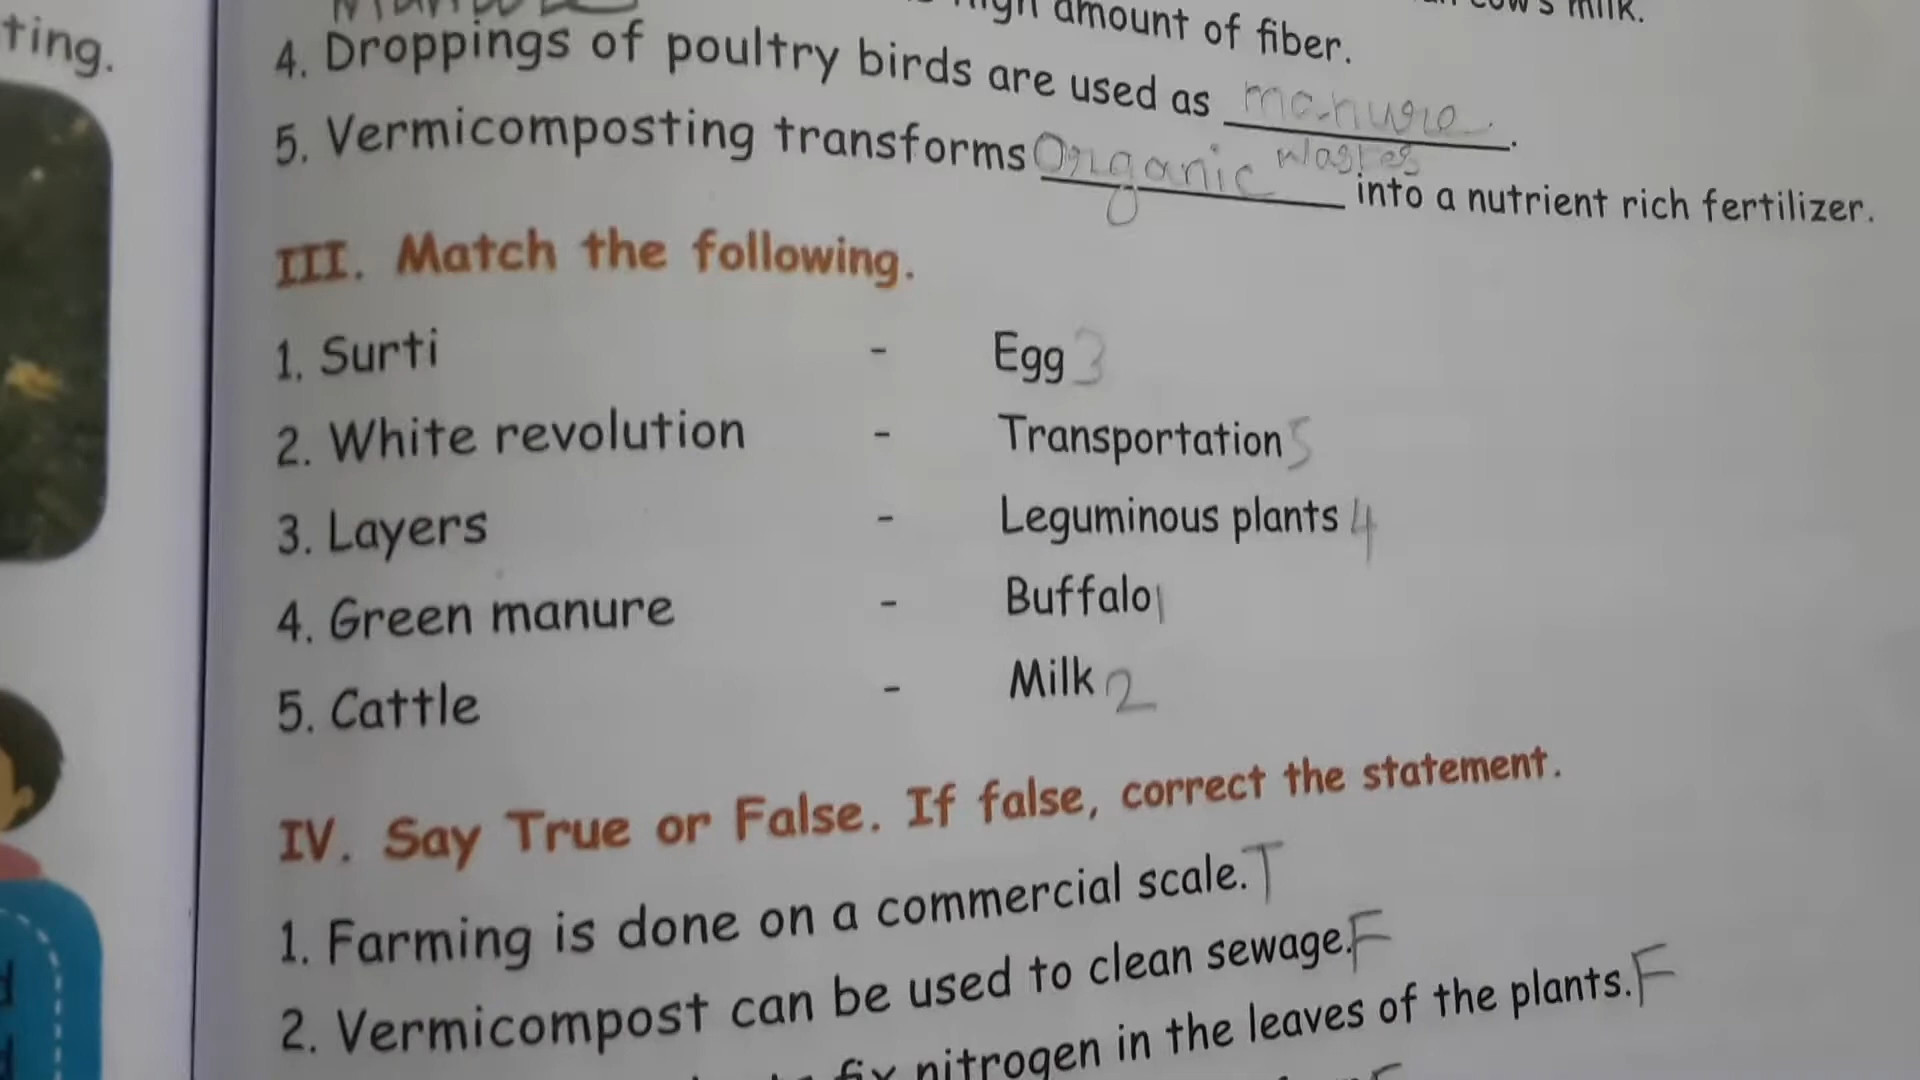 ting.
amount of fiber.
cow's milk.
4. Droppings of poultry birds are used as manure.
5. Vermicomposting transforms Organic wastes into a nutrient rich fertilizer.
III. Match the following.
1. Surti - Egg 3
2. White revolution - Transportation 5
3. Layers - Leguminous plants 4
4. Green manure - Buffalo 1
5. Cattle - Milk 2
IV. Say True or False. If false, correct the statement.
1. Farming is done on a commercial scale. T
2. Vermicompost can be used to clean sewage. F
fix nitrogen in the leaves of the plants. F